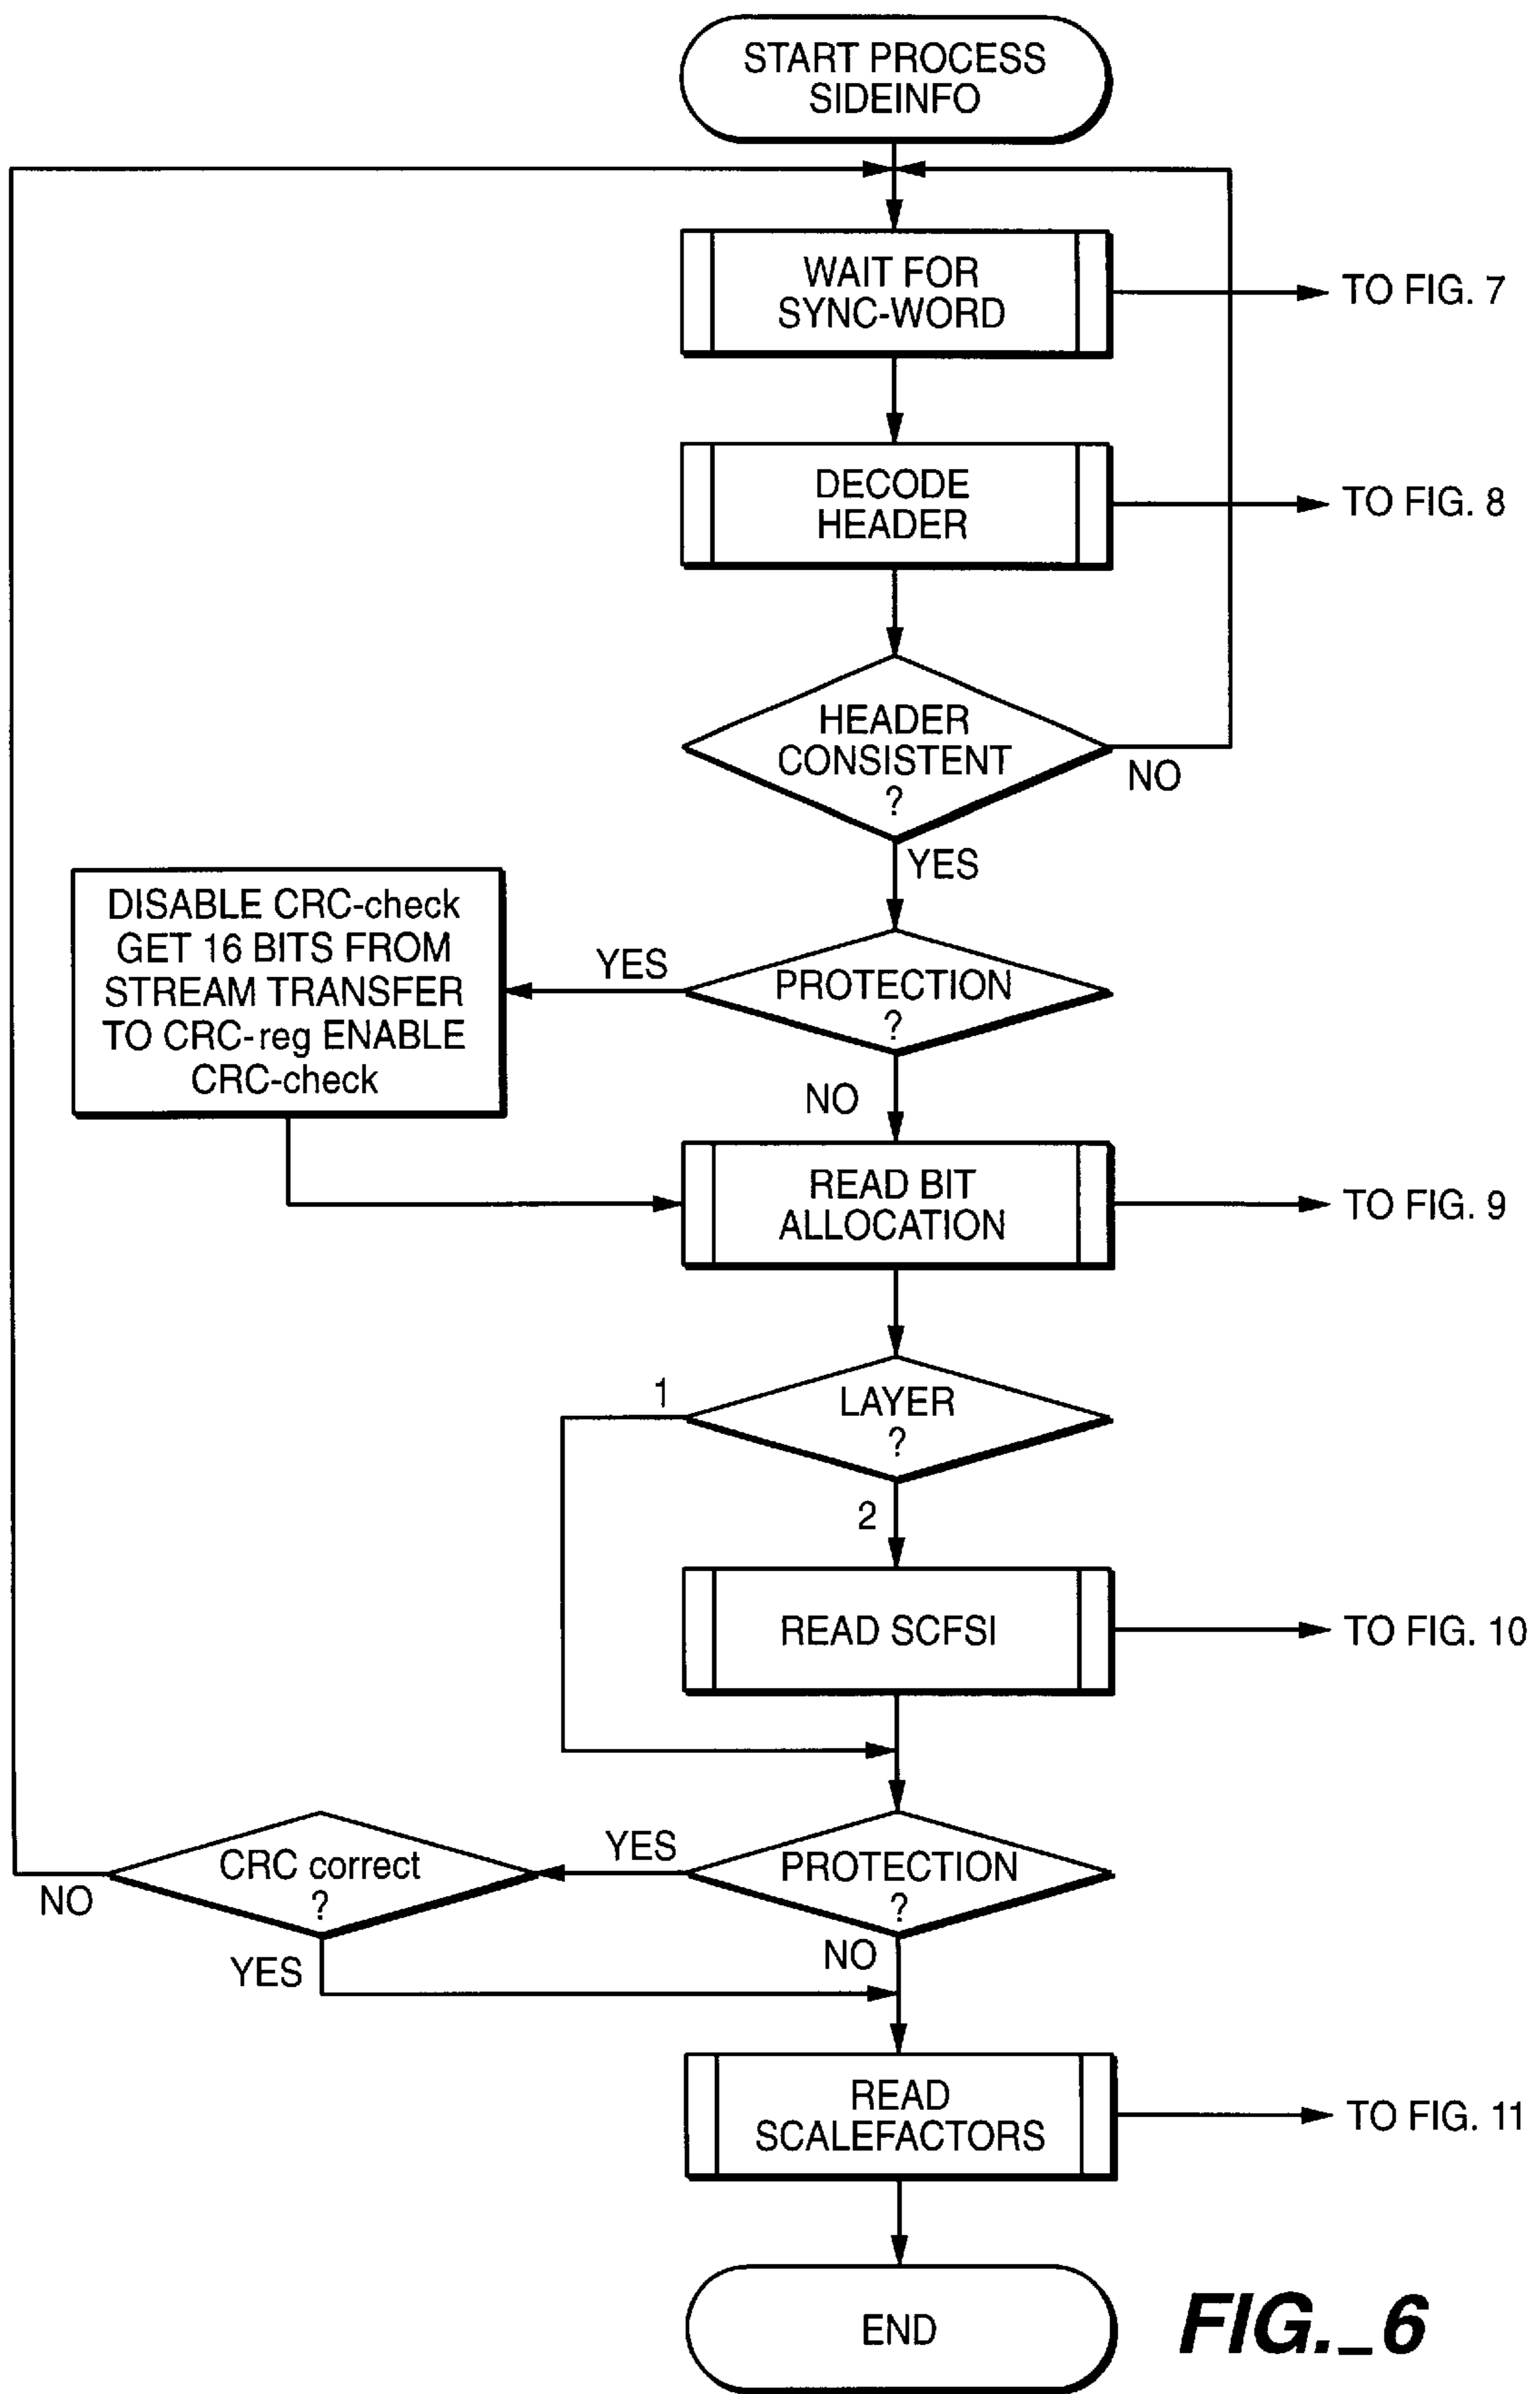 START PROCESS
SIDEINFO
WAIT FOR
SYNC-WORD
TO FIG. 7
DECODE
HEADER
TO FIG. 8
HEADER
CONSISTENT
?
NO
YES
DISABLE CRC-check
GET 16 BITS FROM
STREAM TRANSFER
TO CRC-reg ENABLE
CRC-check
YES
PROTECTION
?
NO
READ BIT
ALLOCATION
TO FIG. 9
1
LAYER
?
2
READ SCFSI
TO FIG. 10
CRC correct
?
NO
YES
YES
PROTECTION
?
NO
READ
SCALEFACTORS
TO FIG. 11
END
FIG._6